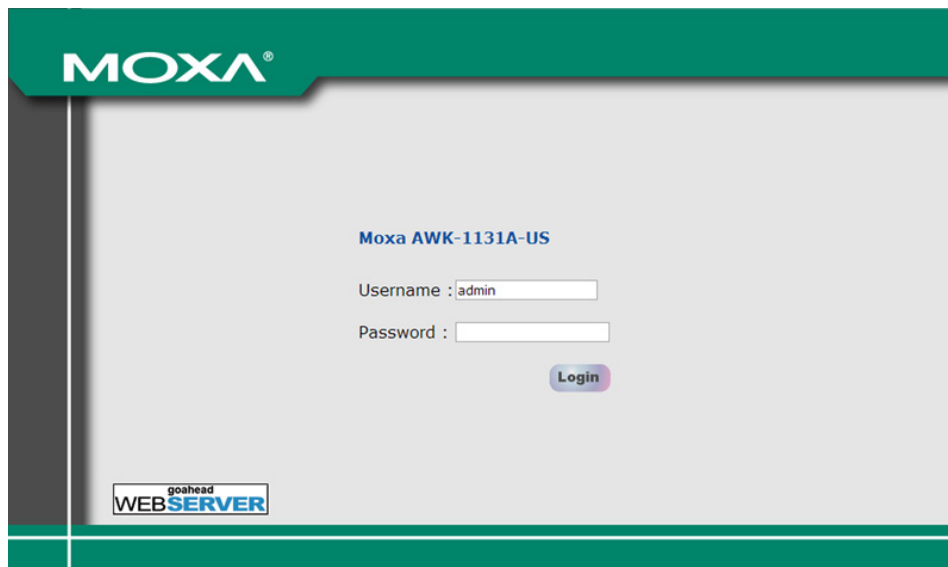 MOXA®
Moxa AWK-1131A-US
Username : admin
Password :
Login
goahead
WEBSERVER